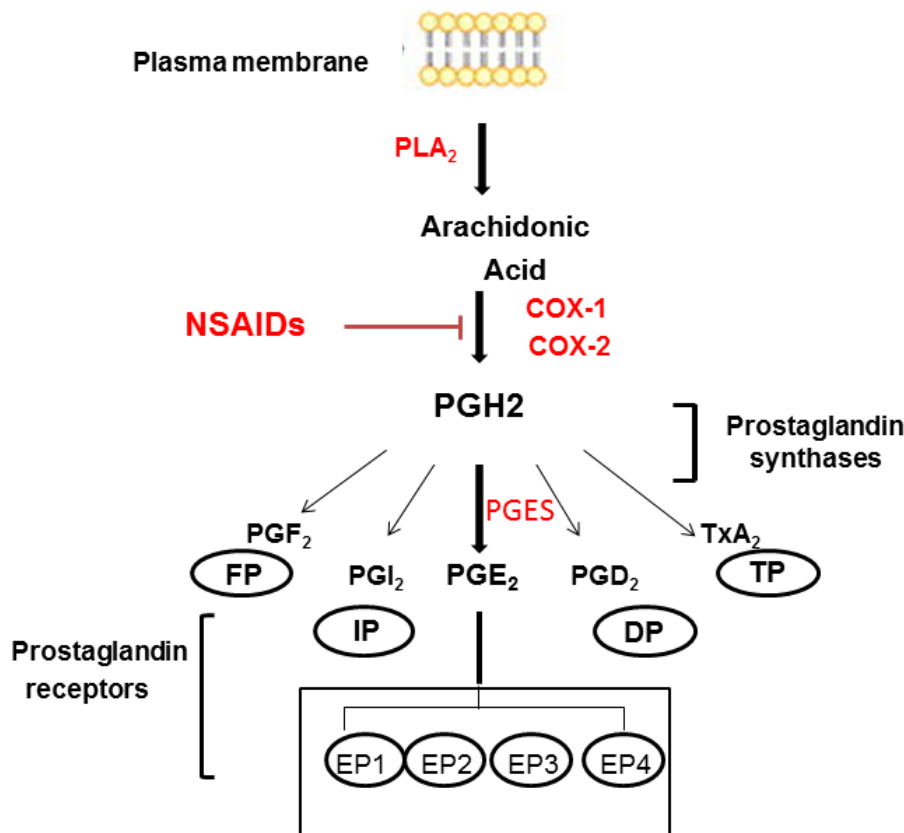 Plasma membrane
PLA₂
Arachidonic
Acid
NSAIDs
COX-1
COX-2
PGH2
Prostaglandin
synthases
PGES
PGF₂
TxA₂
FP
PGI₂
PGE₂
PGD₂
TP
IP
DP
Prostaglandin
receptors
EP1
EP2
EP3
EP4